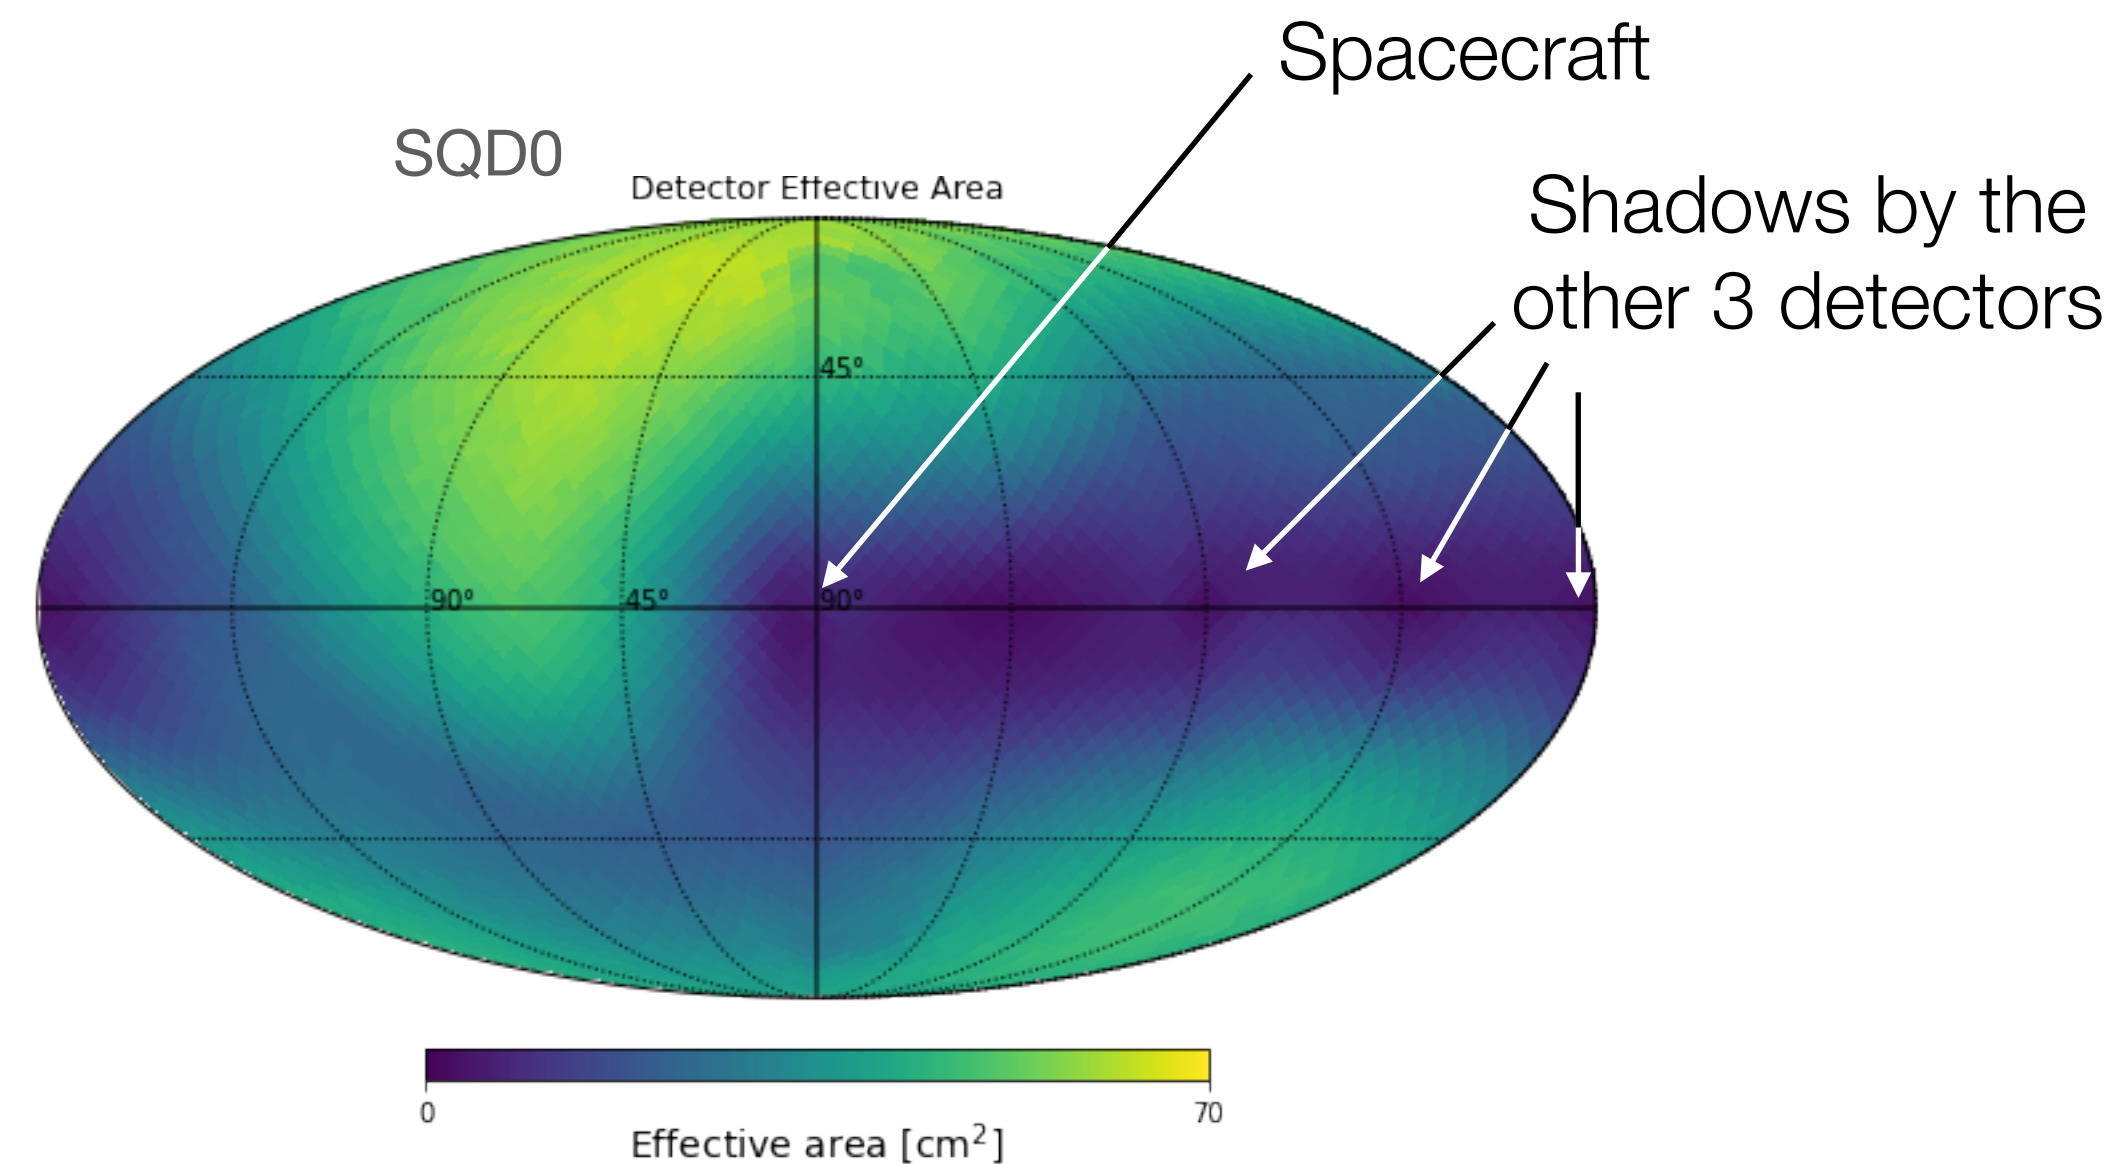 Spacecraft
SQD0
Detector Effective Area
Shadows by the
other 3 detectors
45°
90°
45°
90°
0
70
Effective area [cm²]